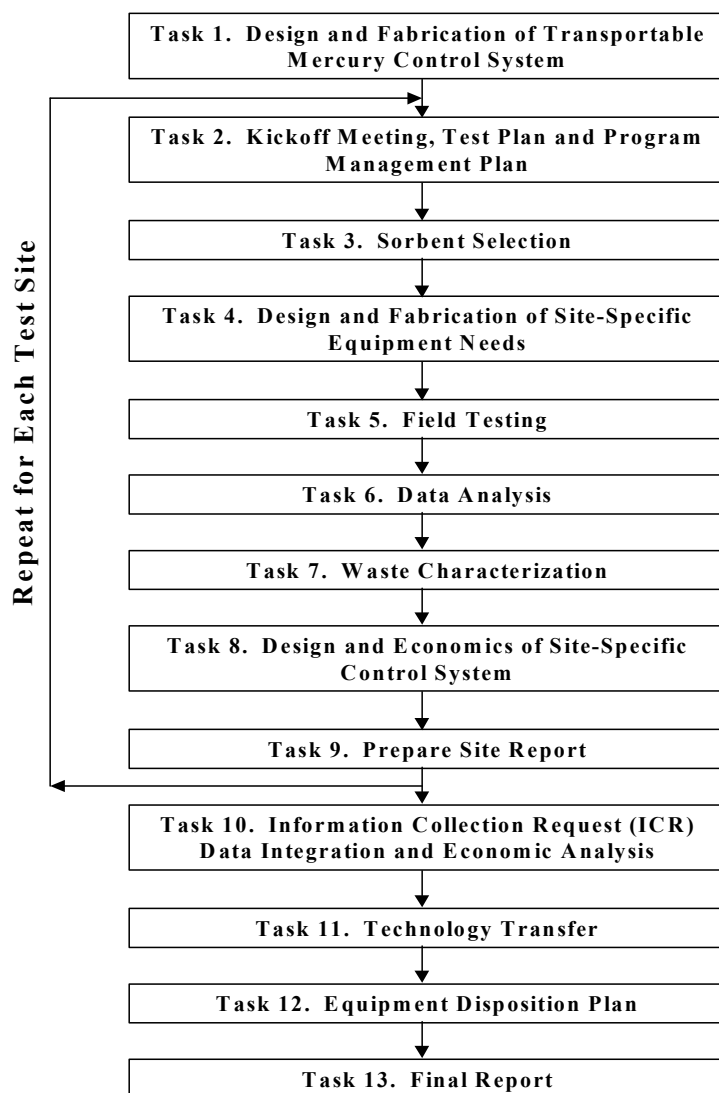 Task 1. Design and Fabrication of Transportable
Mercury Control System
Task 2. Kickoff Meeting, Test Plan and Program
Management Plan
Task 3. Sorbent Selection
Task 4. Design and Fabrication of Site-Specific
Equipment Needs
Task 5. Field Testing
Task 6. Data Analysis
Task 7. Waste Characterization
Task 8. Design and Economics of Site-Specific
Control System
Task 9. Prepare Site Report
Task 10. Information Collection Request (ICR)
Data Integration and Economic Analysis
Task 11. Technology Transfer
Task 12. Equipment Disposition Plan
Task 13. Final Report
Repeat for Each Test Site